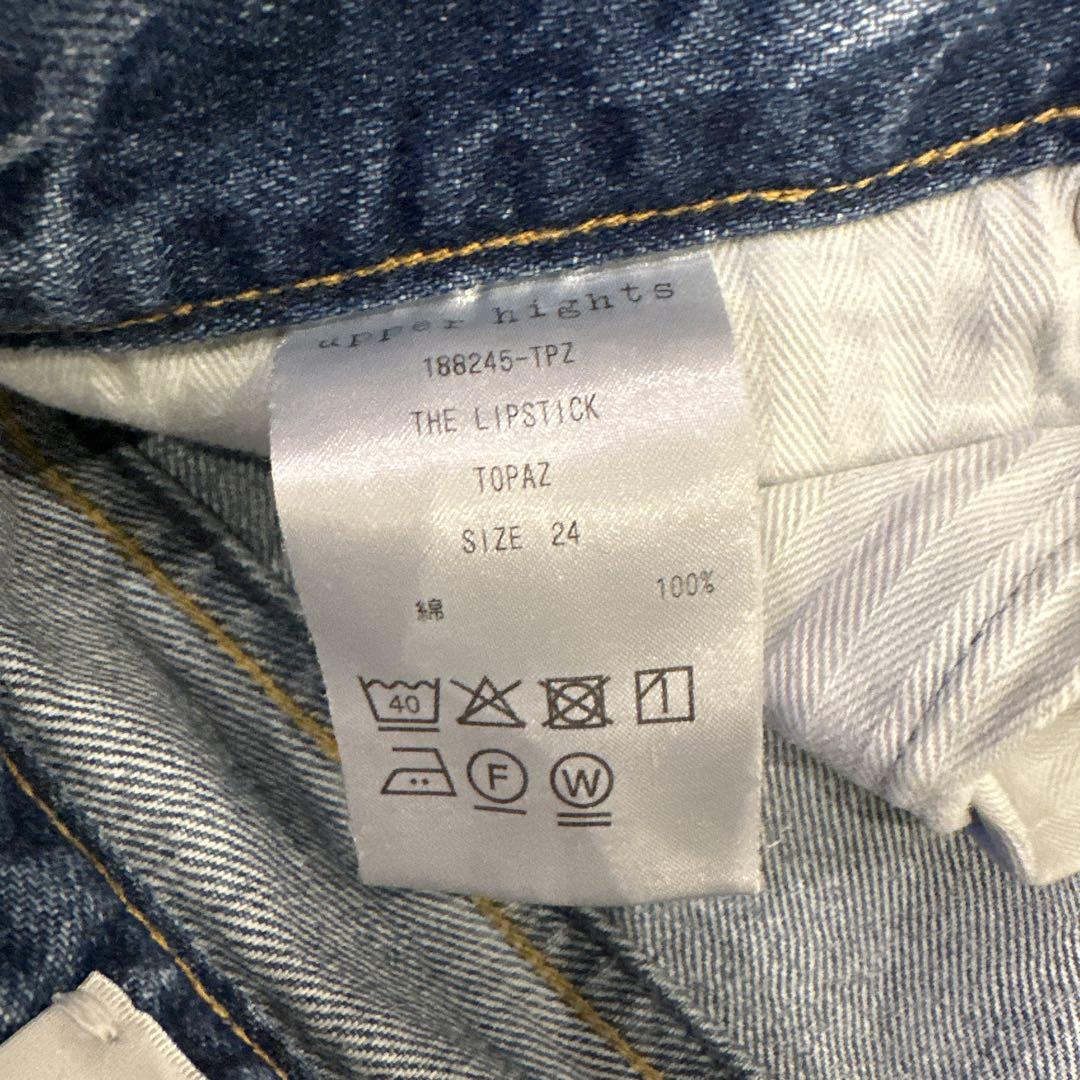 upper hights
188245-TPZ
THE LIPSTICK
TOPAZ
SIZE 24
綿 100%
40
F W